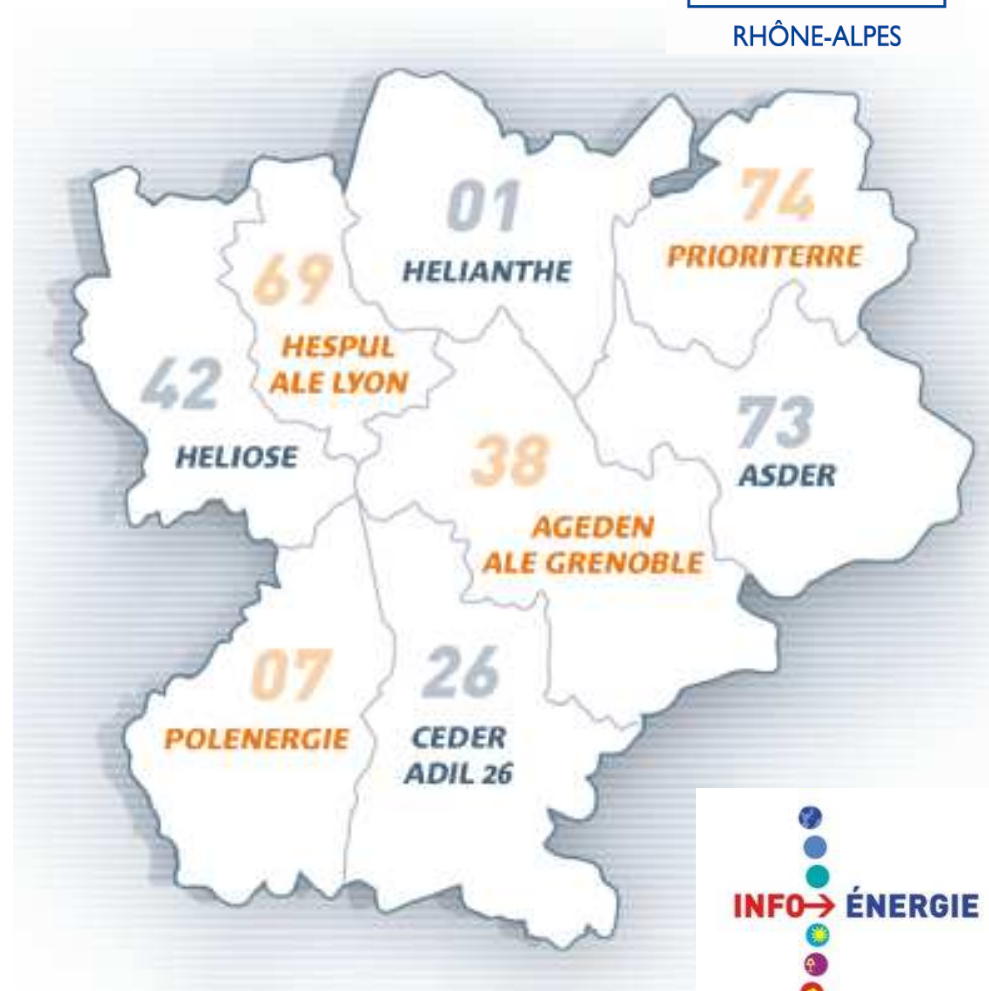 RHÔNE-ALPES
01
HELIANTHE
74
PRIORITERRE
69
HESPUL
ALE LYON
42
HELIOSE
38
AGEDEN
ALE GRENOBLE
73
ASDER
07
POLENERGIE
26
CEDER
ADIL 26
INFO→ ÉNERGIE